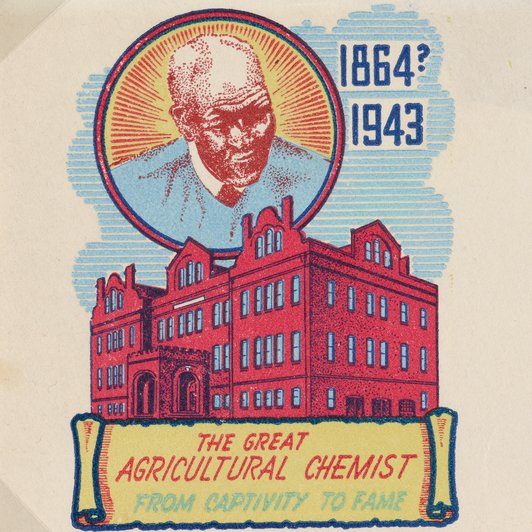 1864?
1943
THE GREAT
AGRICULTURAL CHEMIST
FROM CAPTIVITY TO FAME